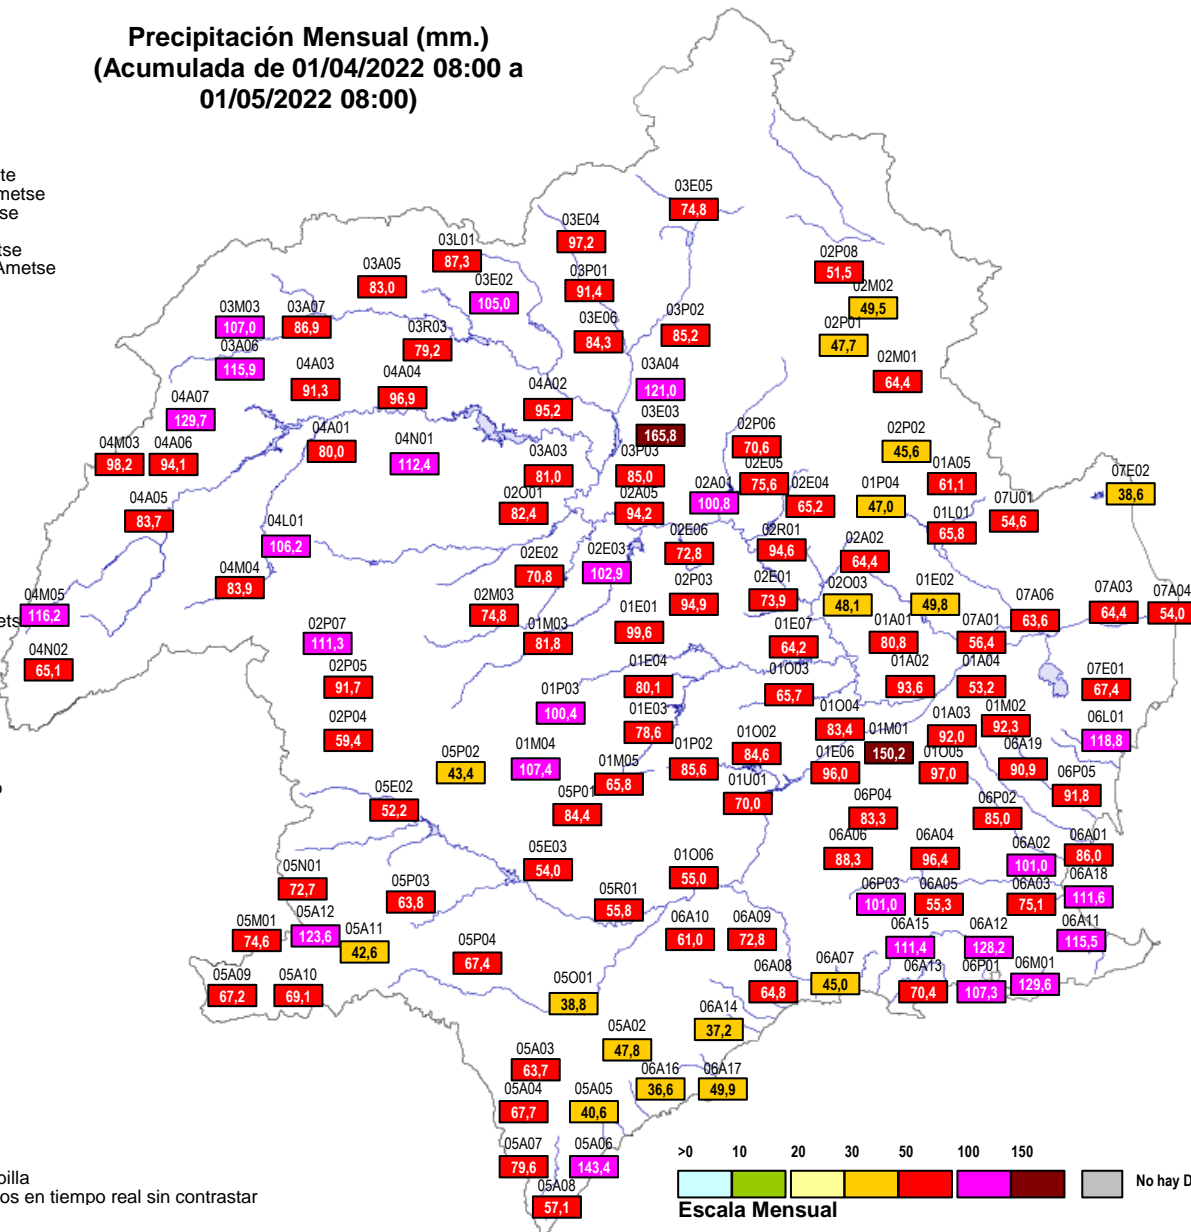 Precipitación Mensual (mm.)
(Acumulada de 01/04/2022 08:00 a
01/05/2022 08:00)
03E05
74,8
03E04
97,2
03L01
87,3
03A05
83,0
03E02
105,0
03P01
91,4
02P08
51,5
02M02
49,5
03M03
107,0
03A07
86,9
03R03
79,2
03E06
84,3
03P02
85,2
02P01
47,7
03A06
115,9
04A03
91,3
04A04
96,9
04A02
95,2
03A04
121,0
02M01
64,4
04A07
129,7
03E03
165,8
04M03
98,2
04A06
94,1
04A01
80,0
04N01
112,4
03A03
81,0
03P03
85,0
02P06
70,6
02P02
45,6
01A05
61,1
07E02
38,6
04A05
83,7
02O01
82,4
02A05
94,2
02A01
100,8
02E05
75,6
02E04
65,2
01P04
47,0
01L01
65,8
07U01
54,6
04L01
106,2
02E06
72,8
02R01
94,6
02A02
64,4
04M04
83,9
02E02
70,8
02E03
102,9
04M05
116,2
02M03
74,8
02P03
94,9
02E01
73,9
02O03
48,1
01E02
49,8
07A06
63,6
07A03
64,4
07A04
54,0
04N02
65,1
02P07
111,3
01M03
81,8
01E01
99,6
01E07
64,2
01A01
80,8
07A01
56,4
02P05
91,7
01E04
80,1
01O03
65,7
01A02
93,6
01A04
53,2
07E01
67,4
02P04
59,4
01P03
100,4
01E03
78,6
01O04
83,4
01M01
150,2
01A03
92,0
01M02
92,3
06L01
118,8
05P02
43,4
01M04
107,4
01M05
65,8
01P02
85,6
01O02
84,6
01E06
96,0
01O05
97,0
06A19
90,9
06P05
91,8
05E02
52,2
05P01
84,4
01U01
70,0
06P04
83,3
06P02
85,0
05E03
54,0
01O06
55,0
06A06
88,3
06A04
96,4
06A02
101,0
06A01
86,0
05N01
72,7
05P03
63,8
05R01
55,8
06P03
101,0
06A05
55,3
06A03
75,1
06A18
111,6
05M01
74,6
05A12
123,6
05A11
42,6
05P04
67,4
06A10
61,0
06A09
72,8
06A15
111,4
06A12
128,2
06A11
115,5
05A09
67,2
05A10
69,1
05O01
38,8
06A08
64,8
06A07
45,0
06A13
70,4
06P01
107,3
06M01
129,6
05A02
47,8
06A14
37,2
05A03
63,7
06A16
36,6
06A17
49,9
05A04
67,7
05A05
40,6
05A07
79,6
05A06
143,4
05A08
57,1
>0 10 20 30 50 100 150
No hay D
Escala Mensual
te
metse
se
tse
Ametse
ets
o
oilla
os en tiempo real sin contrastar